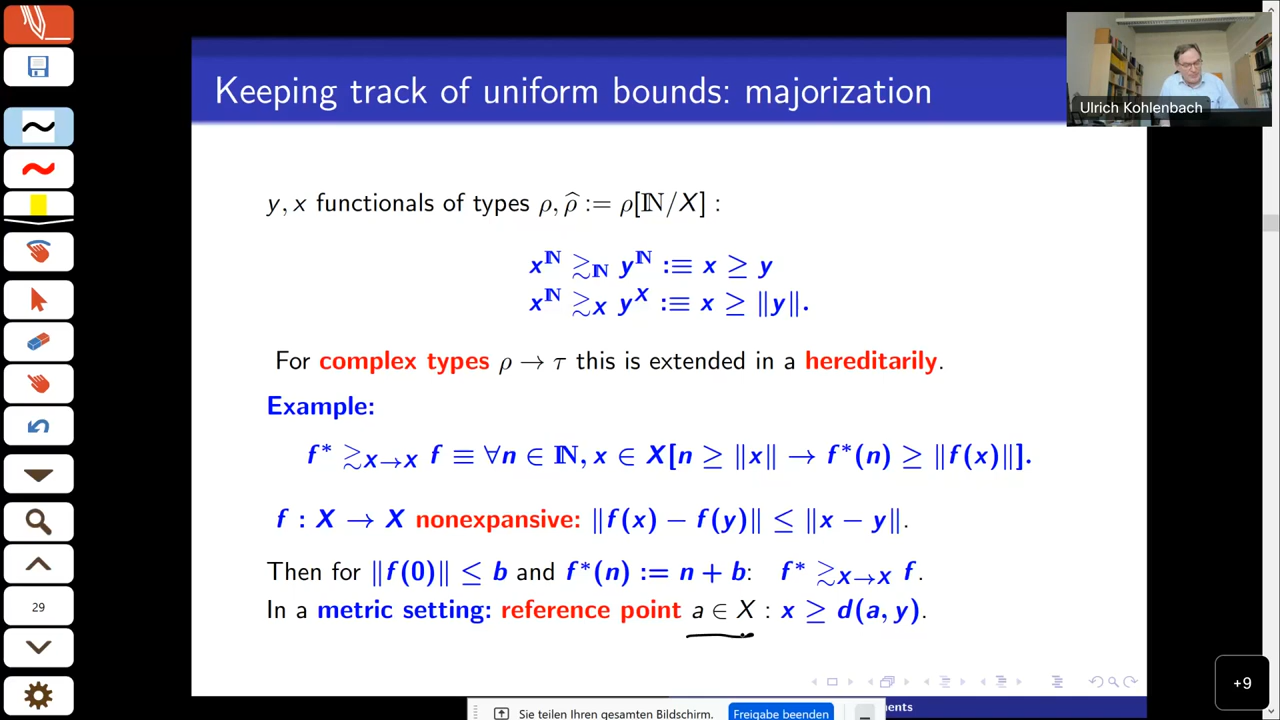 Keeping track of uniform bounds: majorization
Ulrich Kohlenbach
y, x functionals of types ρ, ρ̂ := ρ[ℕ/X] :
x^ℕ ≳_ℕ y^ℕ :≡ x ≥ y
x^ℕ ≳_X y^X :≡ x ≥ ‖y‖.
For complex types ρ → τ this is extended in a hereditarily.
Example:
f* ≳_X→X f ≡ ∀n ∈ ℕ, x ∈ X[n ≥ ‖x‖ → f*(n) ≥ ‖f(x)‖].
f : X → X nonexpansive: ‖f(x) − f(y)‖ ≤ ‖x − y‖.
Then for ‖f(0)‖ ≤ b and f*(n) := n + b: f* ≳_X→X f.
In a metric setting: reference point a ∈ X : x ≥ d(a, y).
29
+9
Sie teilen Ihren gesamten Bildschirm.
Freigabe beenden